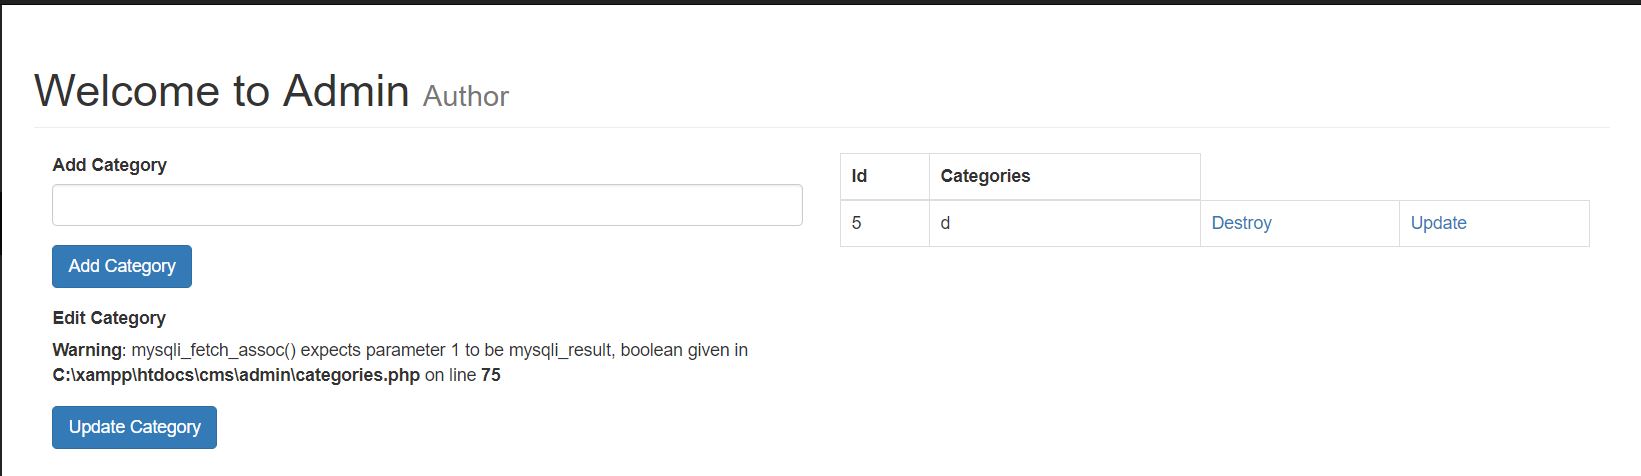 Welcome to Admin Author
Add Category
Add Category
Edit Category
Warning: mysqli_fetch_assoc() expects parameter 1 to be mysqli_result, boolean given in
C:\xampp\htdocs\cms\admin\categories.php on line 75
Update Category
Id Categories
5 d Destroy Update